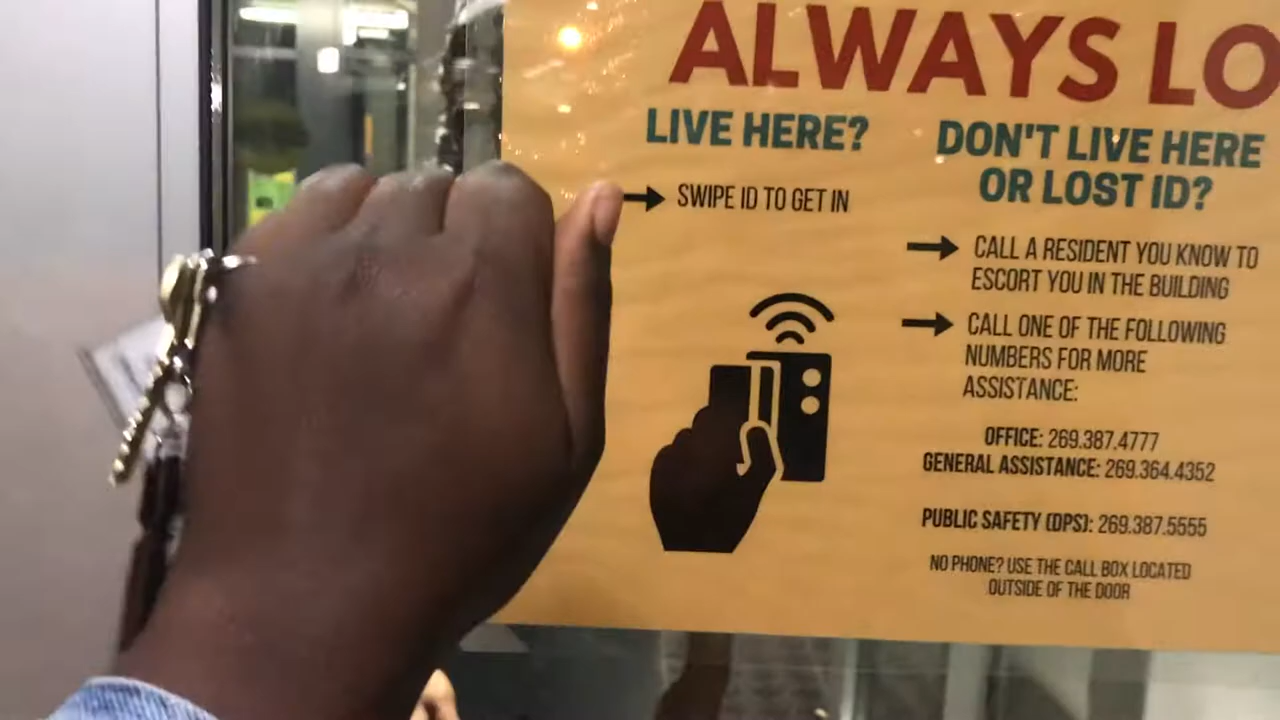 ALWAYS LO
LIVE HERE?
SWIPE ID TO GET IN
DON'T LIVE HERE
OR LOST ID?
CALL A RESIDENT YOU KNOW TO
ESCORT YOU IN THE BUILDING
CALL ONE OF THE FOLLOWING
NUMBERS FOR MORE
ASSISTANCE:
OFFICE: 269.387.4777
GENERAL ASSISTANCE: 269.364.4352
PUBLIC SAFETY (DPS): 269.387.5555
NO PHONE? USE THE CALL BOX LOCATED
OUTSIDE OF THE DOOR